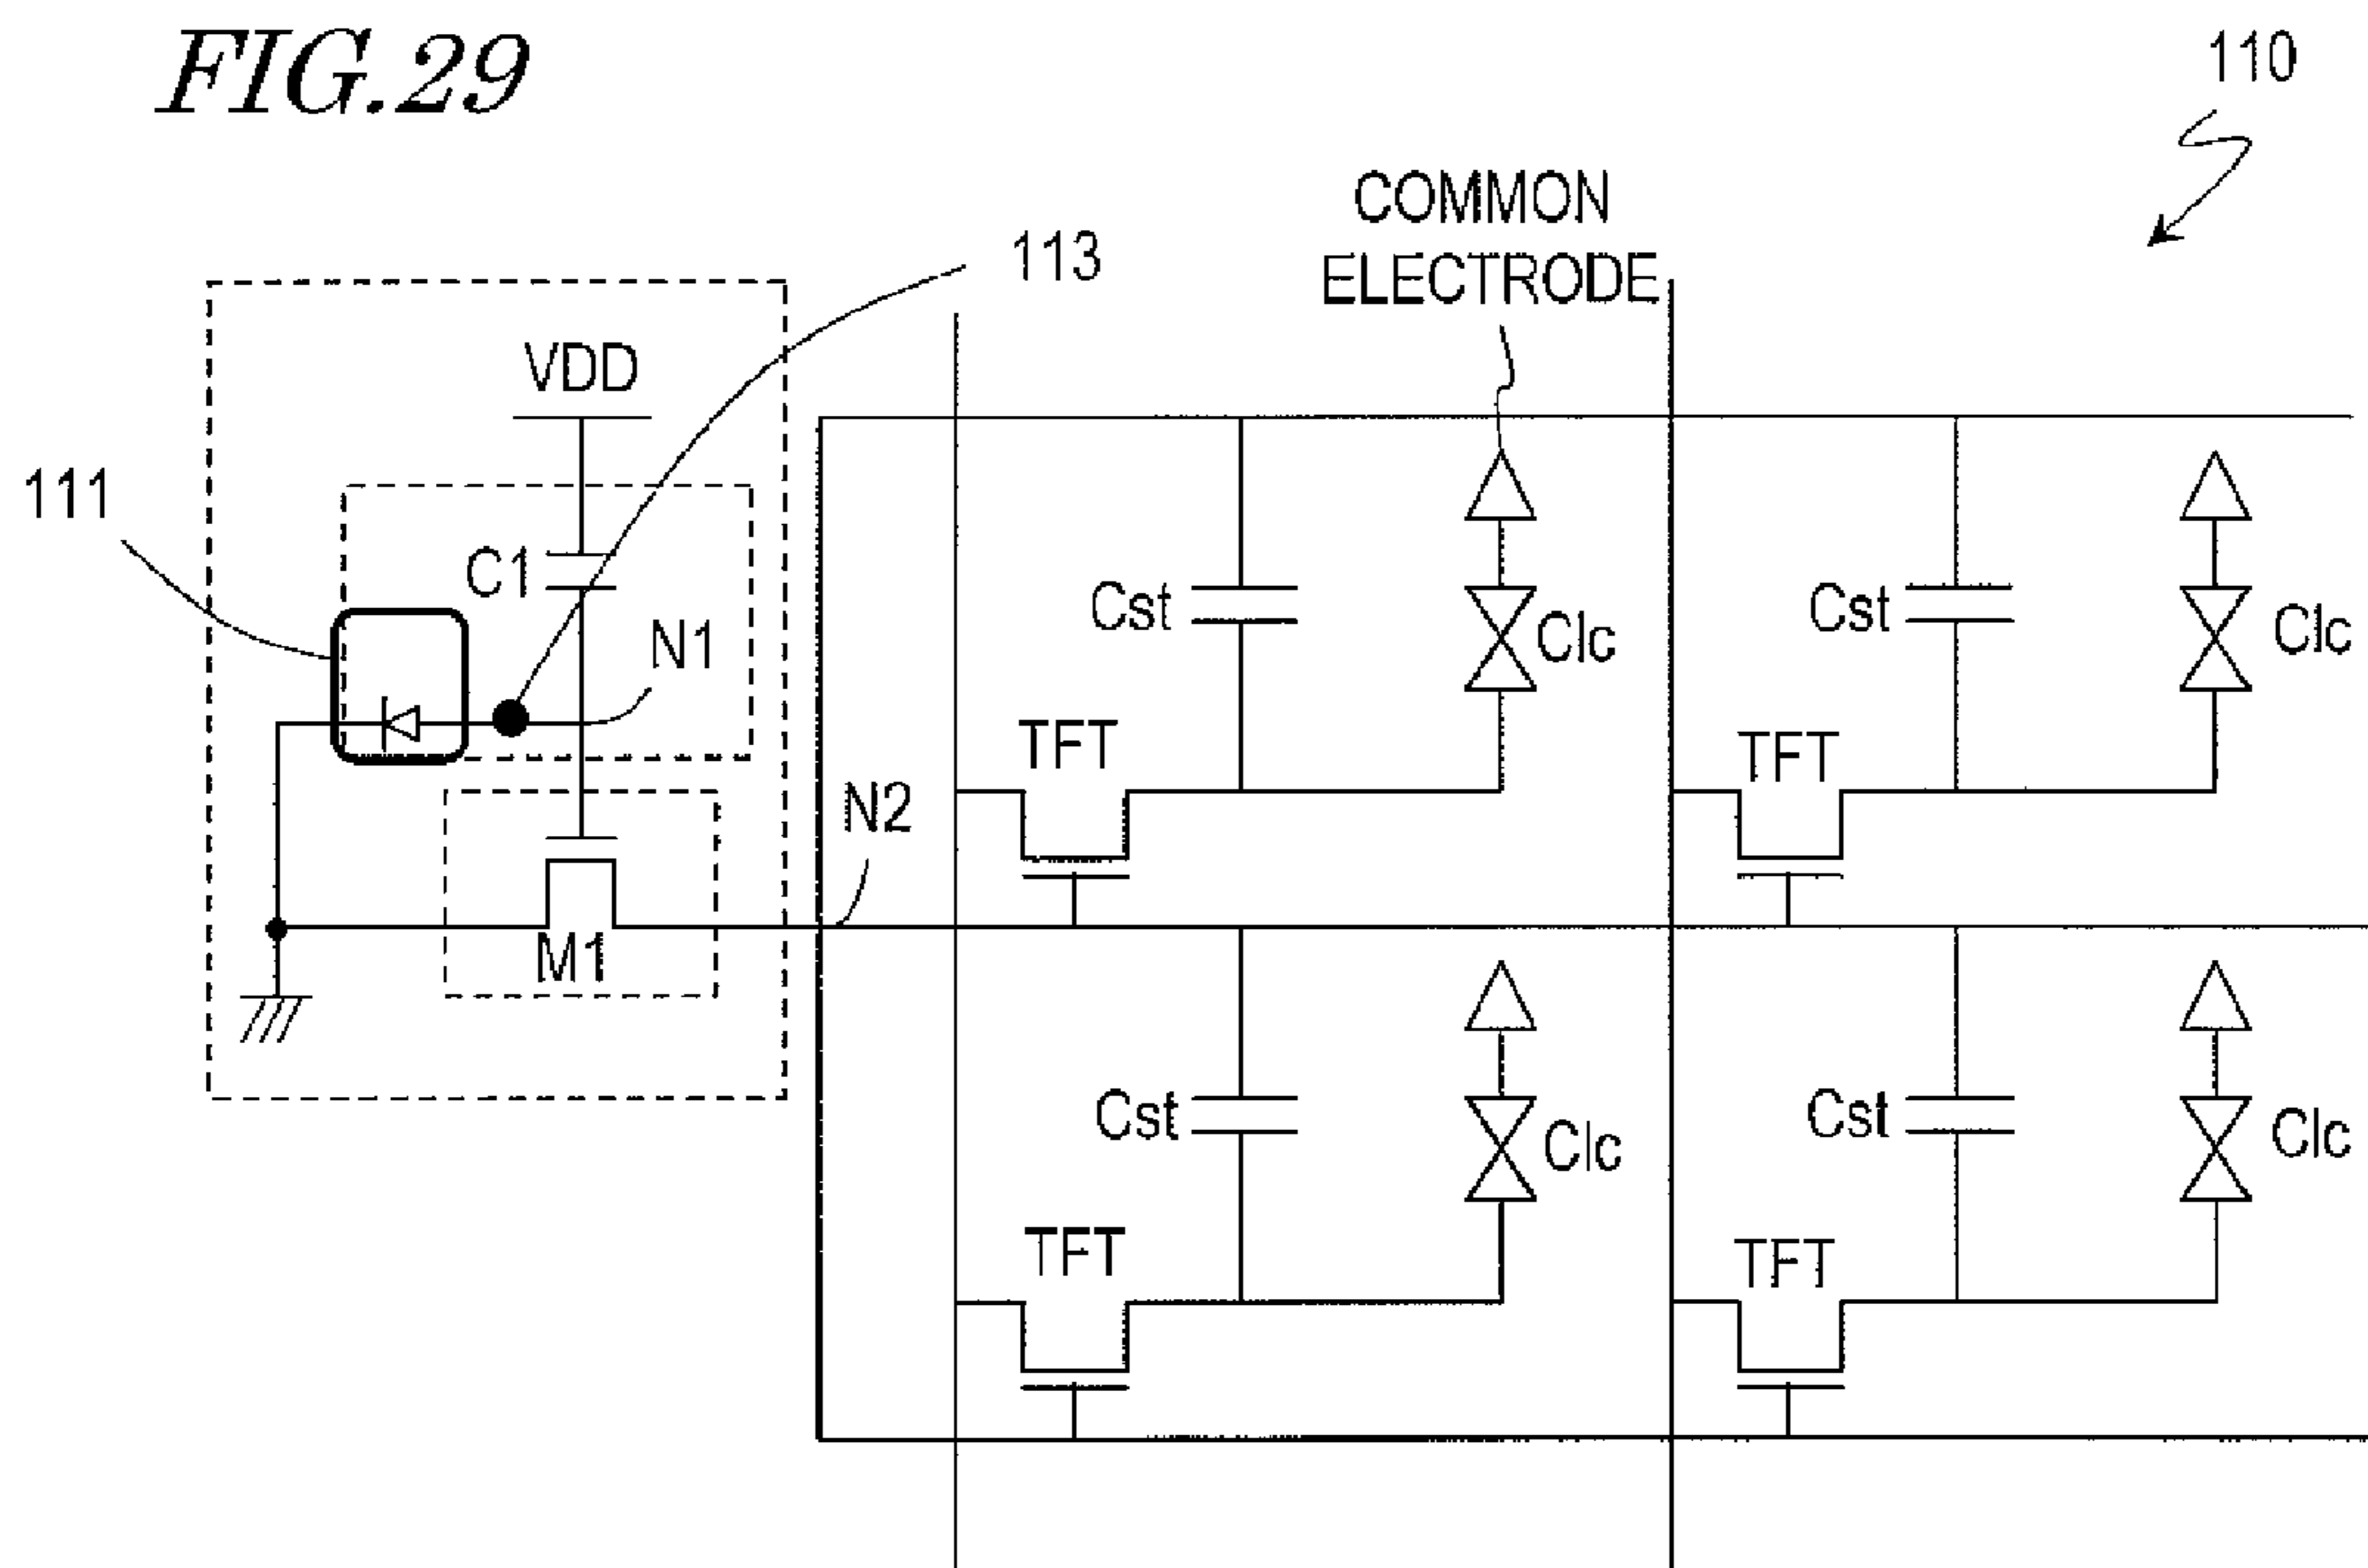 FIG.29
110
COMMON
ELECTRODE
113
VDD
111
C1
N1
Cst
Clc
Cst
Clc
TFT
TFT
N2
M1
Cst
Clc
Cst
Clc
TFT
TFT